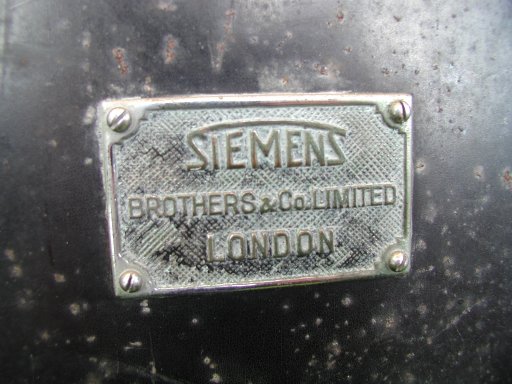 SIEMENS
BROTHERS & Co. LIMITED
LONDON